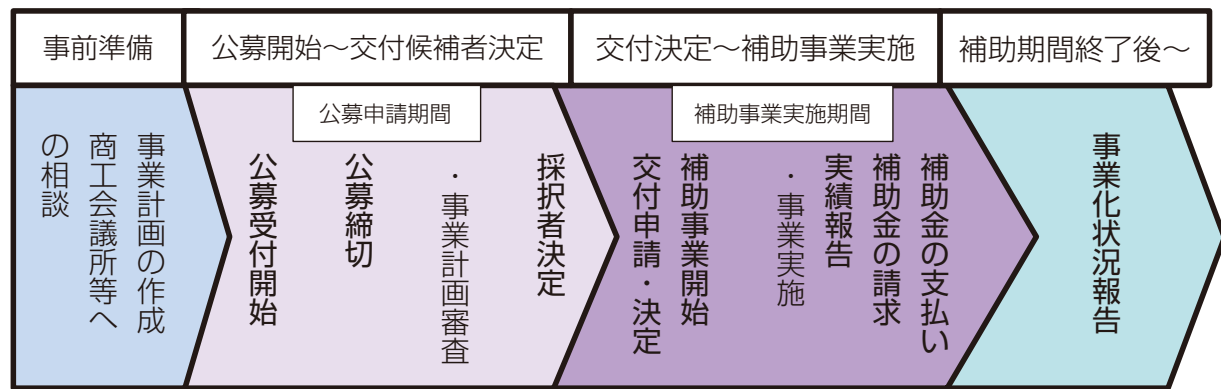 事前準備
公募開始～交付候補者決定
交付決定～補助事業実施
補助期間終了後～
事業計画の作成
商工会議所等へ
の相談
公募申請期間
公募受付開始
公募締切
・事業計画審査
採択者決定
補助事業実施期間
交付申請・決定
補助事業開始
・事業実施
実績報告
補助金の請求
補助金の支払い
事業化状況報告